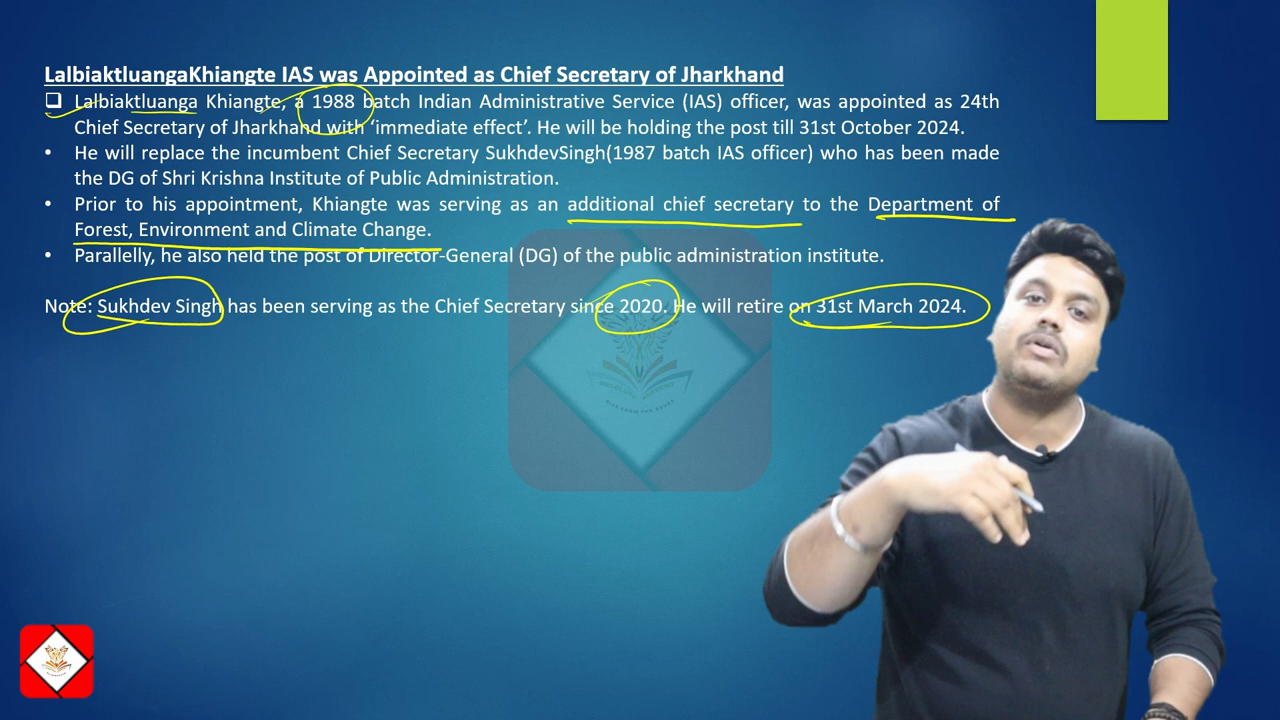 LalbiaktluangaKhiangte IAS was Appointed as Chief Secretary of Jharkhand
❑ Lalbiaktluanga Khiangte, a 1988 batch Indian Administrative Service (IAS) officer, was appointed as 24th
Chief Secretary of Jharkhand with ‘immediate effect’. He will be holding the post till 31st October 2024.
• He will replace the incumbent Chief Secretary SukhdevSingh(1987 batch IAS officer) who has been made
the DG of Shri Krishna Institute of Public Administration.
• Prior to his appointment, Khiangte was serving as an additional chief secretary to the Department of
Forest, Environment and Climate Change.
• Parallelly, he also held the post of Director-General (DG) of the public administration institute.
Note: Sukhdev Singh has been serving as the Chief Secretary since 2020. He will retire on 31st March 2024.